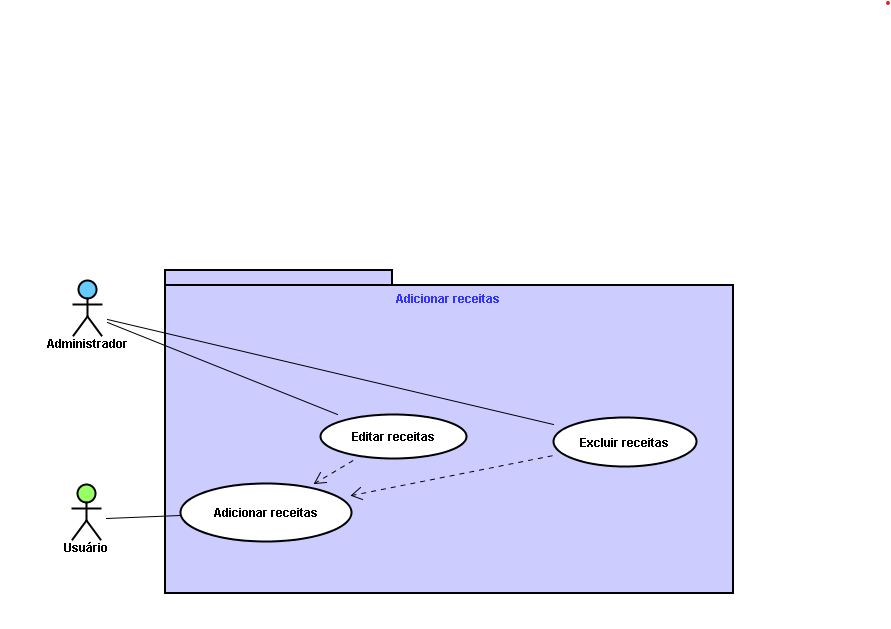 Adicionar receitas
Administrador
Editar receitas
Excluir receitas
Adicionar receitas
Usuário